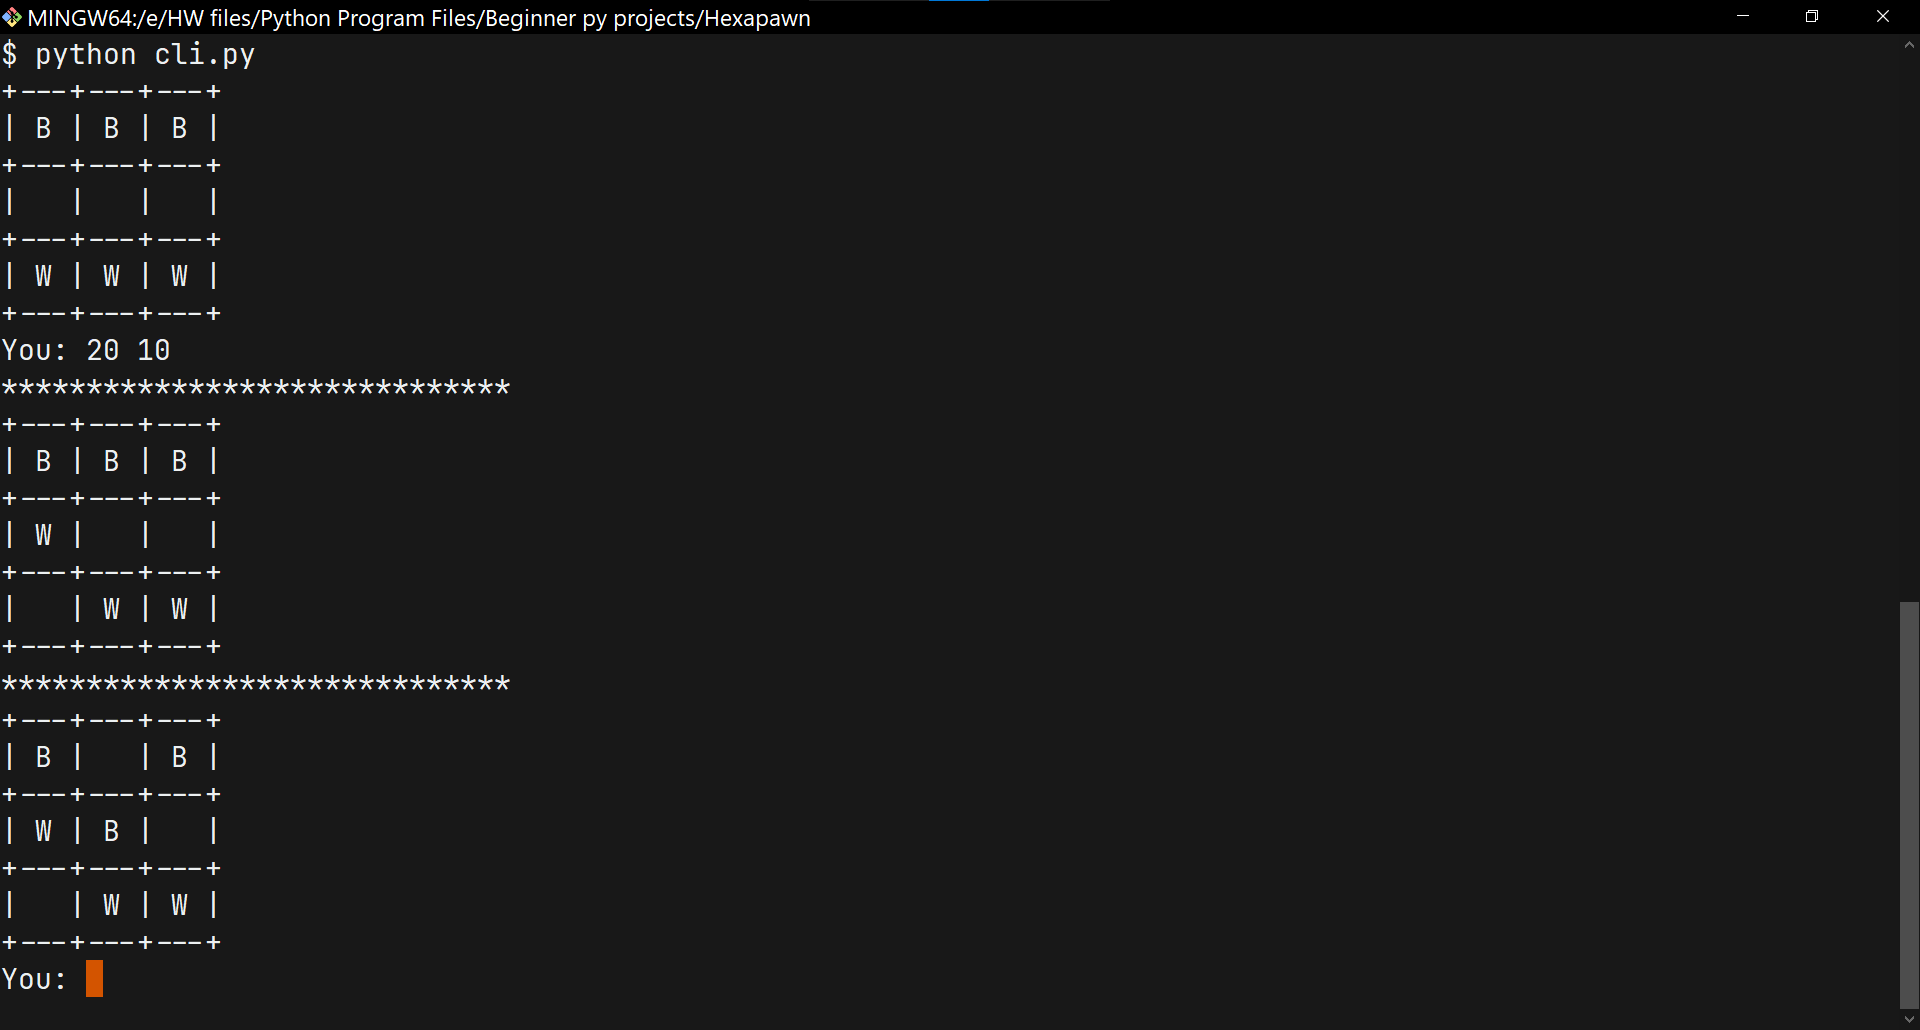 MINGW64:/e/HW files/Python Program Files/Beginner py projects/Hexapawn
$ python cli.py
+---+---+---+
| B | B | B |
+---+---+---+
|   |   |   |
+---+---+---+
| W | W | W |
+---+---+---+
You: 20 10
******************************
+---+---+---+
| B | B | B |
+---+---+---+
| W |   |   |
+---+---+---+
|   | W | W |
+---+---+---+
******************************
+---+---+---+
| B |   | B |
+---+---+---+
| W | B |   |
+---+---+---+
|   | W | W |
+---+---+---+
You: